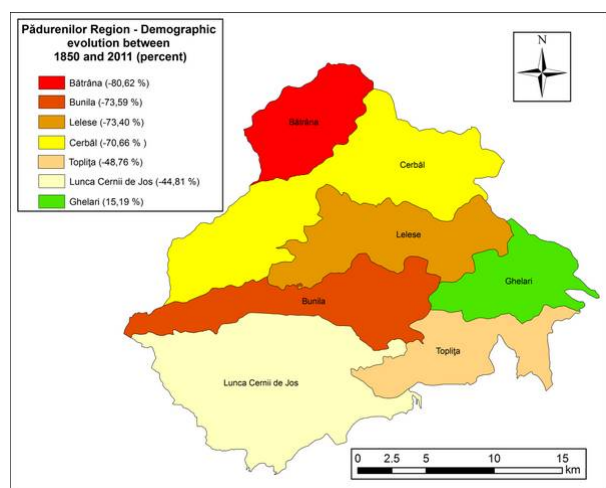 Pădurenilor Region - Demographic
evolution between
1850 and 2011 (percent)
Bătrâna (-80,62 %)
Bunila (-73,59 %)
Lelese (-73,40 %)
Cerbăl (-70,66 % )
Topliţa (-48,76 %)
Lunca Cernii de Jos (-44,81 %)
Ghelari (15,19 %)
N
Bătrâna
Cerbăl
Lelese
Ghelari
Bunila
Topliţa
Lunca Cernii de Jos
0 2.5 5 10 15
km